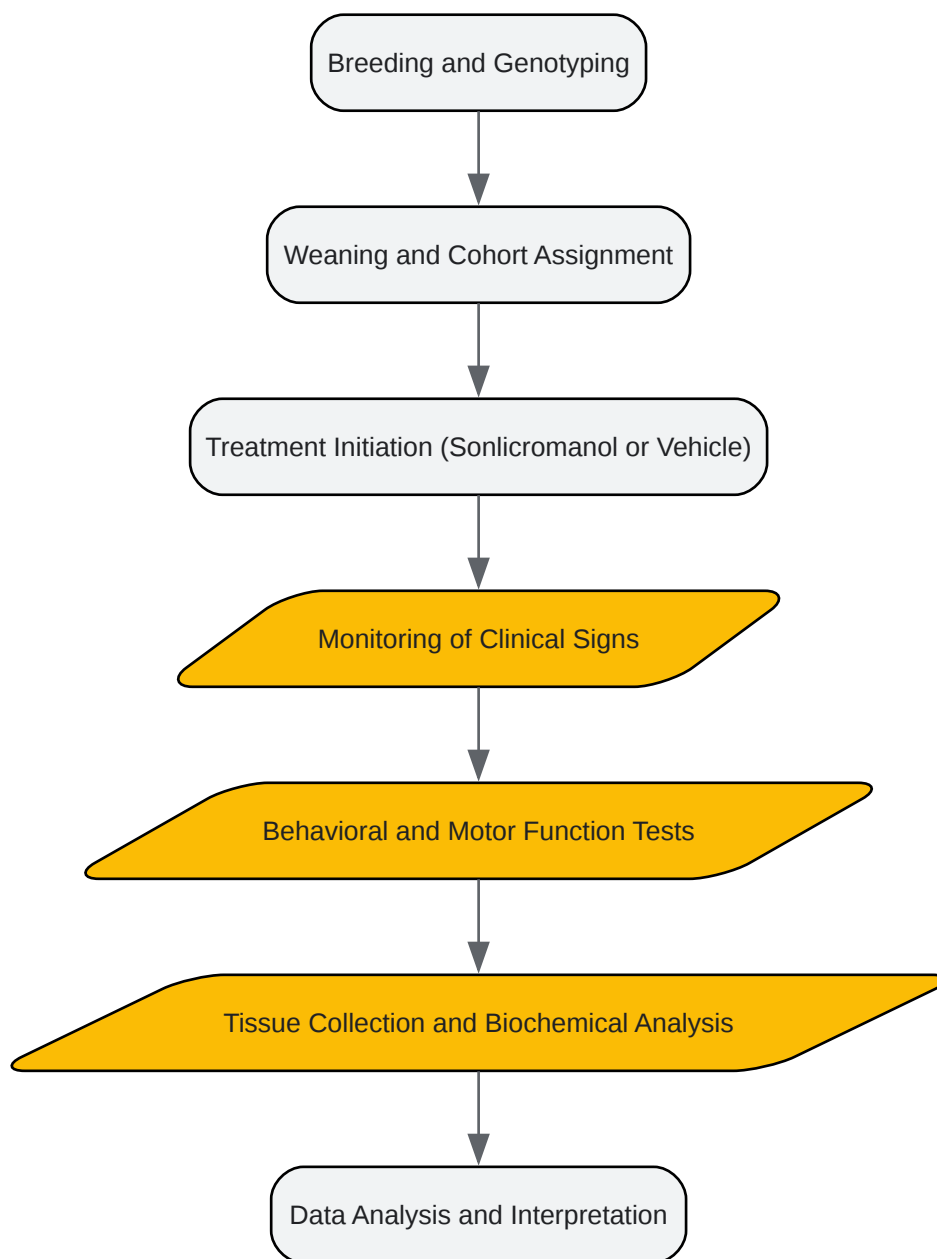 Breeding and Genotyping
Weaning and Cohort Assignment
Treatment Initiation (Sonlicromanol or Vehicle)
Monitoring of Clinical Signs
Behavioral and Motor Function Tests
Tissue Collection and Biochemical Analysis
Data Analysis and Interpretation